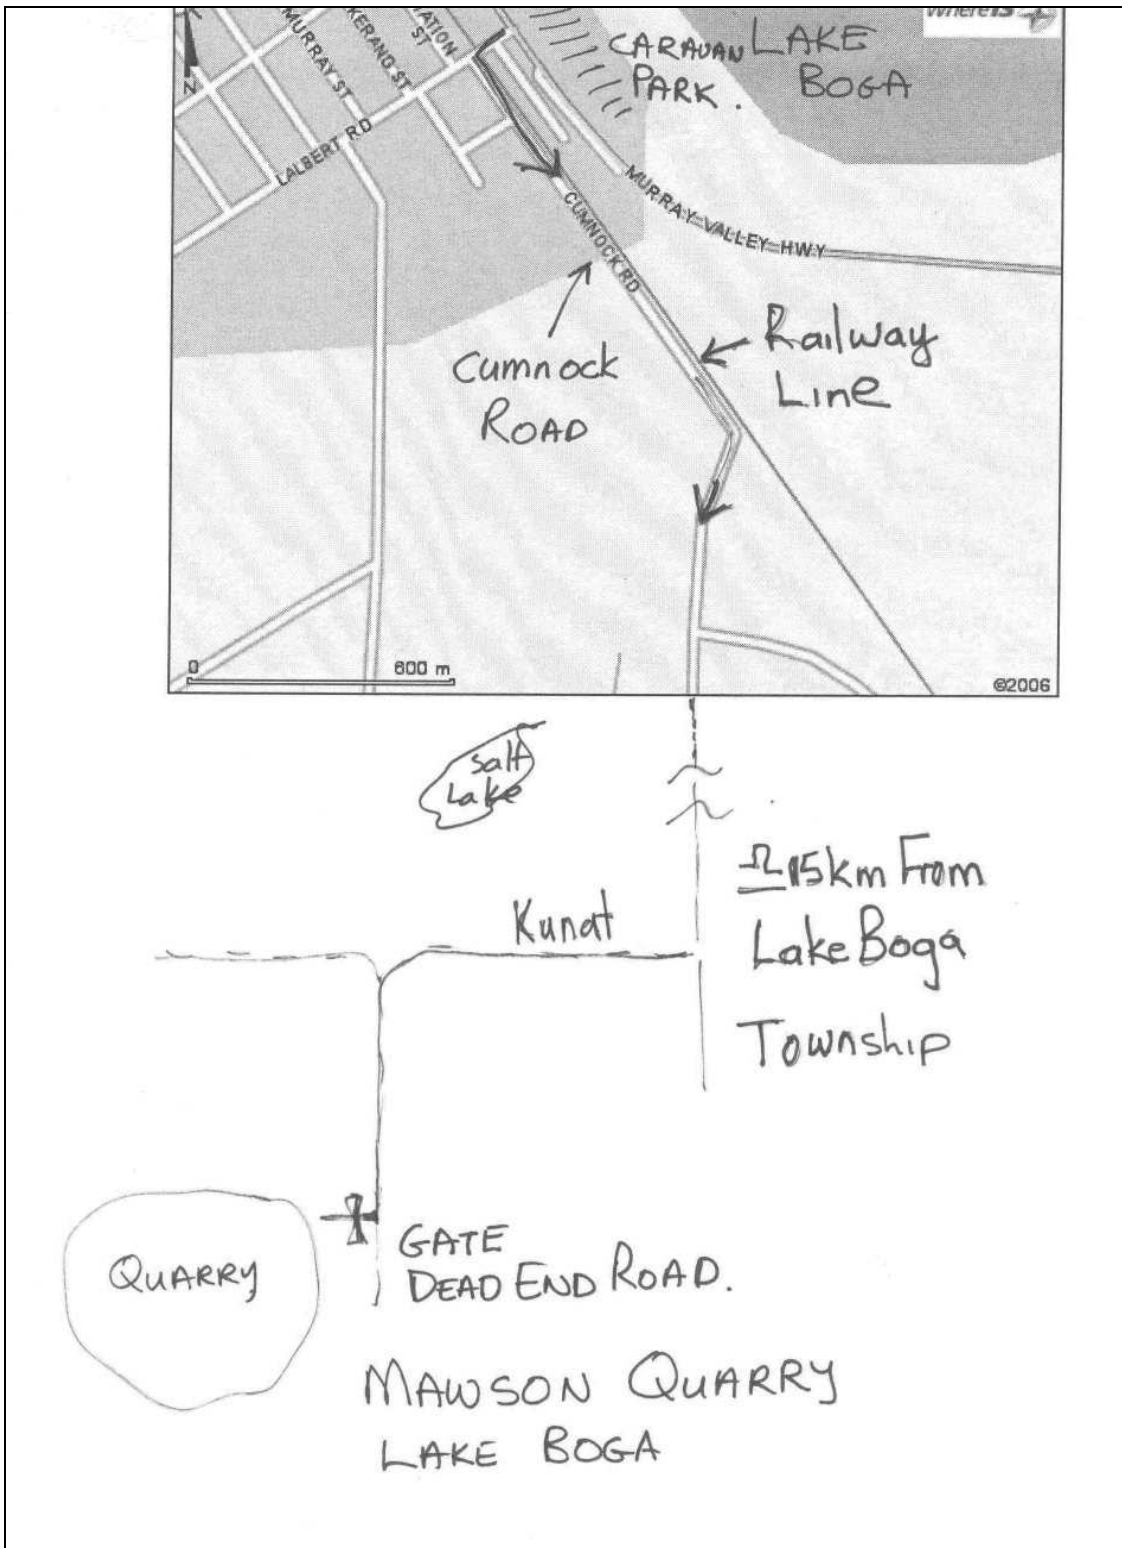 Whereis
N
MURRAY ST
KERANG ST
STATION
ST
LALBERT RD
CARAVAN
PARK.
LAKE
BOGA
MURRAY VALLEY HWY
CUMNOCK RD
Cumnock
ROAD
Railway
Line
0 600 m
©2006
Salt
Lake
Kunat
15km From
Lake Boga
Township
QUARRY
GATE
DEAD END ROAD.
MAWSON QUARRY
LAKE BOGA